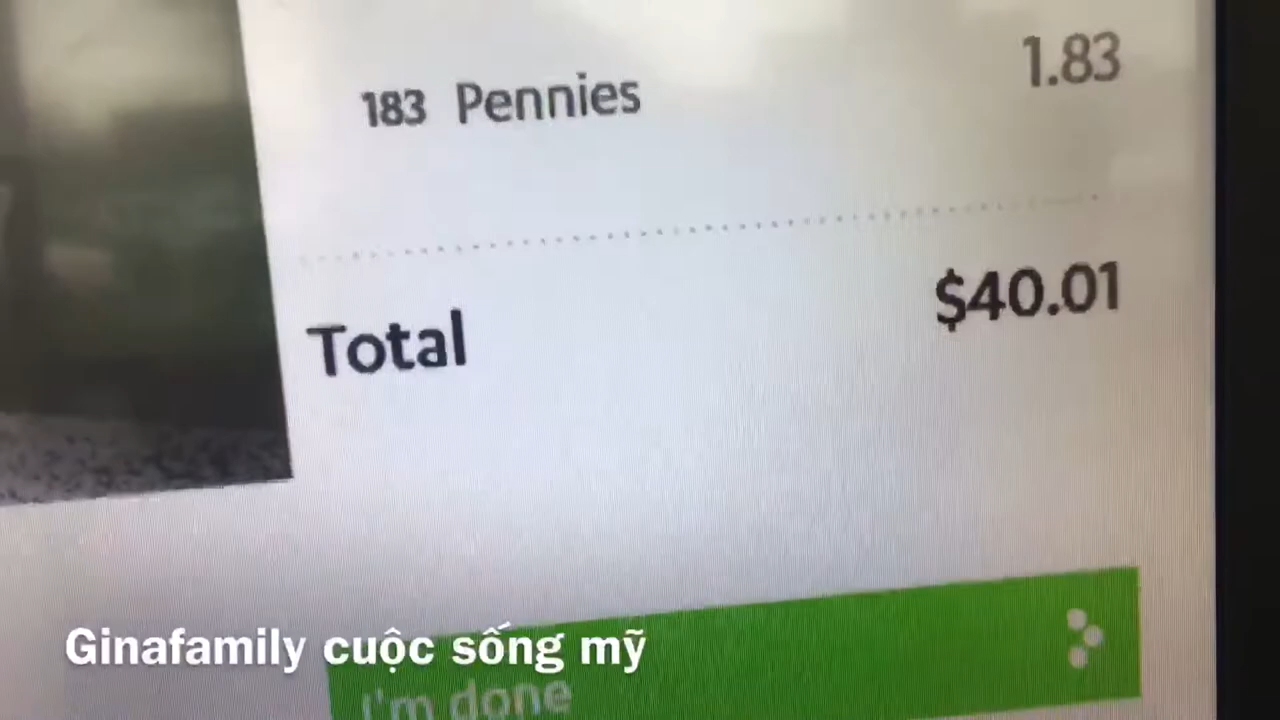 183 Pennies 1.83
Total $40.01
Ginafamily cuộc sống mỹ
I'm done